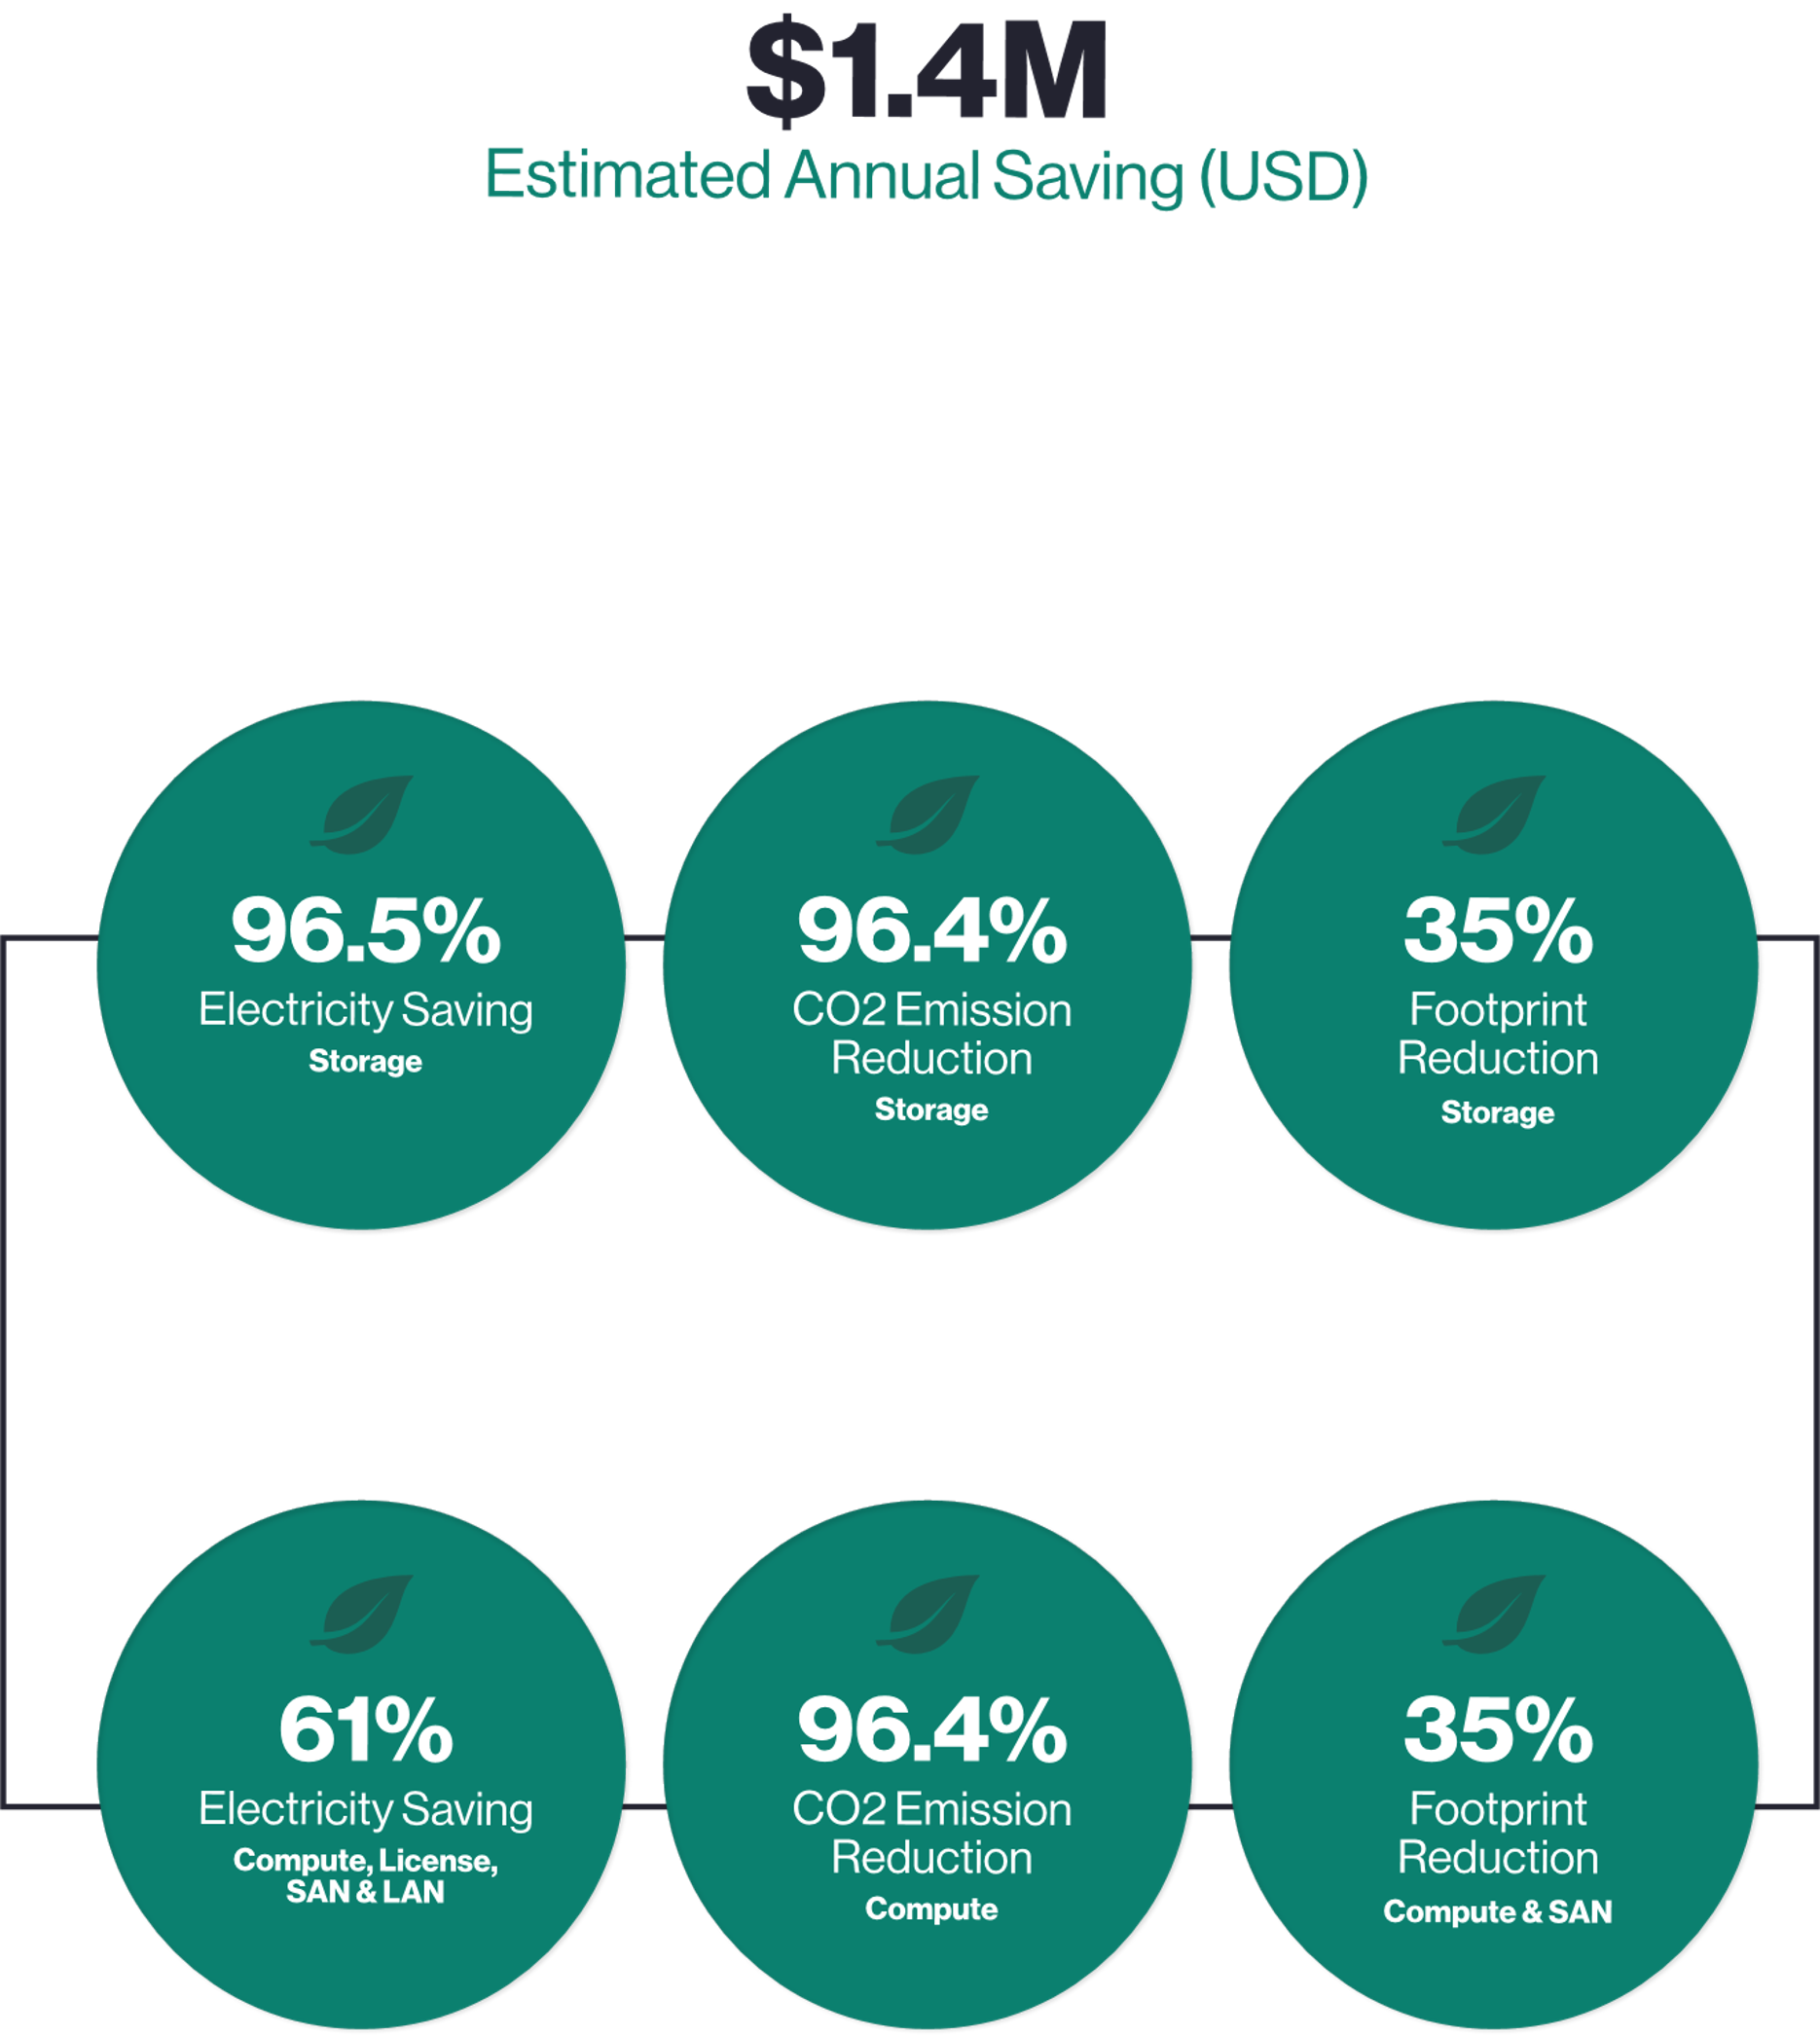 $1.4M
Estimated Annual Saving (USD)
96.5%
Electricity Saving
Storage
96.4%
CO2 Emission
Reduction
Storage
35%
Footprint
Reduction
Storage
61%
Electricity Saving
Compute, License,
SAN & LAN
96.4%
CO2 Emission
Reduction
Compute
35%
Footprint
Reduction
Compute & SAN